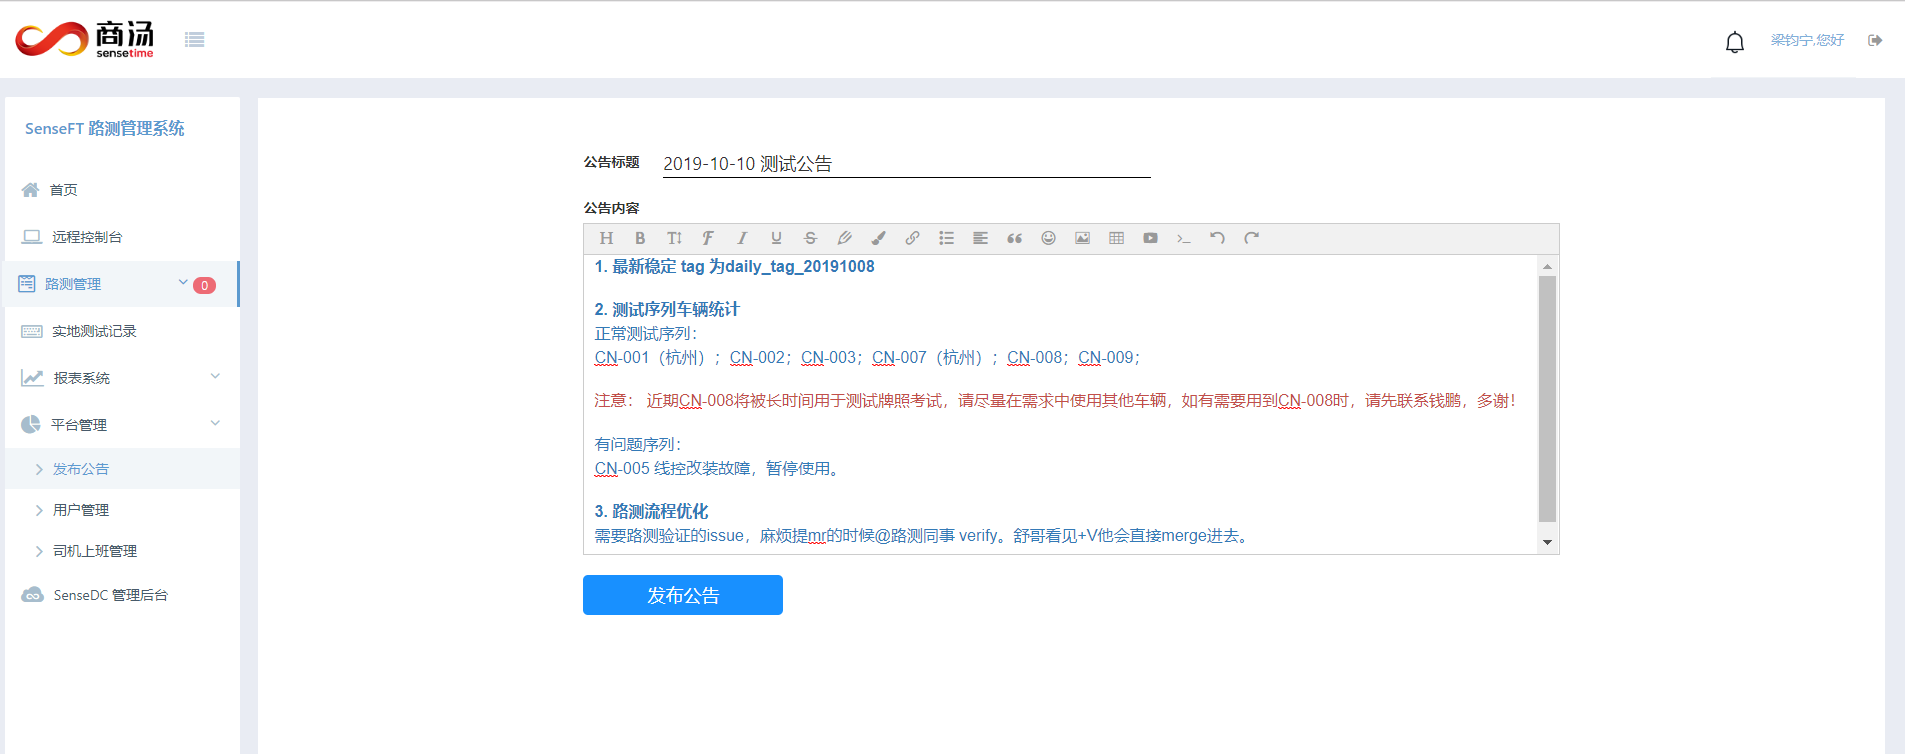 商汤
sensetime
梁钧宁,您好
SenseFT 路测管理系统
首页
远程控制台
路测管理 0
实地测试记录
报表系统
平台管理
发布公告
用户管理
司机上班管理
SenseDC 管理后台
公告标题 2019-10-10 测试公告
公告内容
1. 最新稳定 tag 为daily_tag_20191008
2. 测试序列车辆统计
正常测试序列：
CN-001（杭州）；CN-002；CN-003；CN-007（杭州）；CN-008；CN-009；
注意： 近期CN-008将被长时间用于测试牌照考试，请尽量在需求中使用其他车辆，如有需要用到CN-008时，请先联系钱鹏，多谢！
有问题序列：
CN-005 线控改装故障，暂停使用。
3. 路测流程优化
需要路测验证的issue，麻烦提mr的时候@路测同事 verify。舒哥看见+V他会直接merge进去。
发布公告